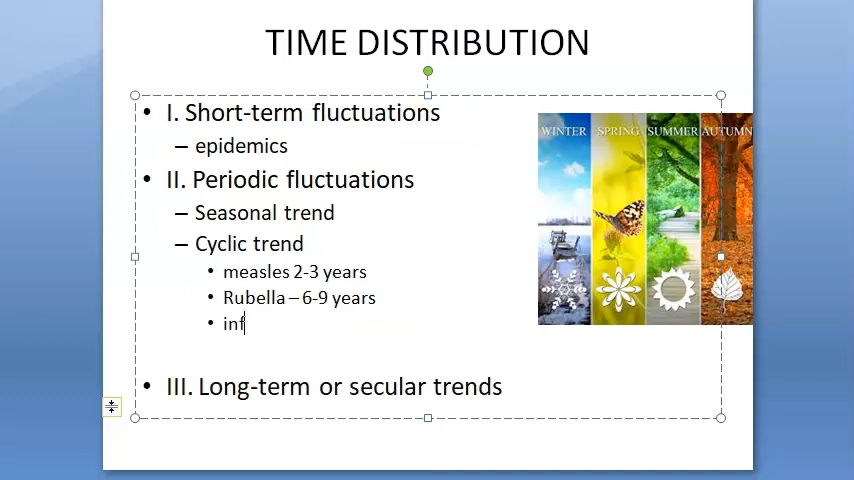 TIME DISTRIBUTION
• I. Short-term fluctuations
– epidemics
• II. Periodic fluctuations
– Seasonal trend
– Cyclic trend
• measles 2-3 years
• Rubella – 6-9 years
• inf
• III. Long-term or secular trends
WINTER SPRING SUMMER AUTUMN